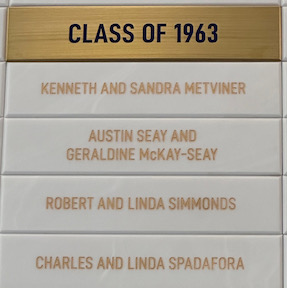 CLASS OF 1963
KENNETH AND SANDRA METVINER
AUSTIN SEAY AND
GERALDINE McKAY-SEAY
ROBERT AND LINDA SIMMONDS
CHARLES AND LINDA SPADAFORA